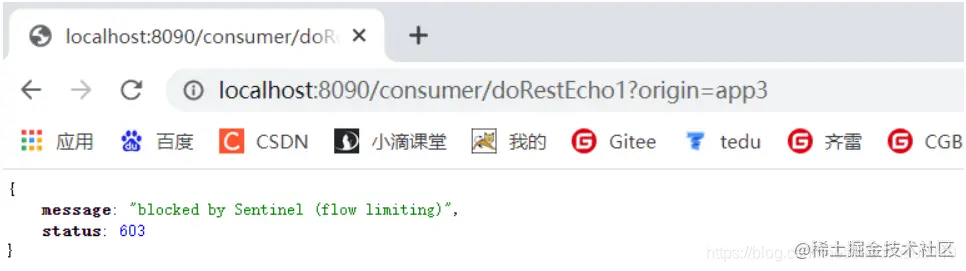 localhost:8090/consumer/doRe
localhost:8090/consumer/doRestEcho1?origin=app3
应用 百度 CSDN 小滴课堂 我的 Gitee tedu 齐雷 CGB
{
message: "blocked by Sentinel (flow limiting)",
status: 603
}
https://blog.c
@稀土掘金技术社区